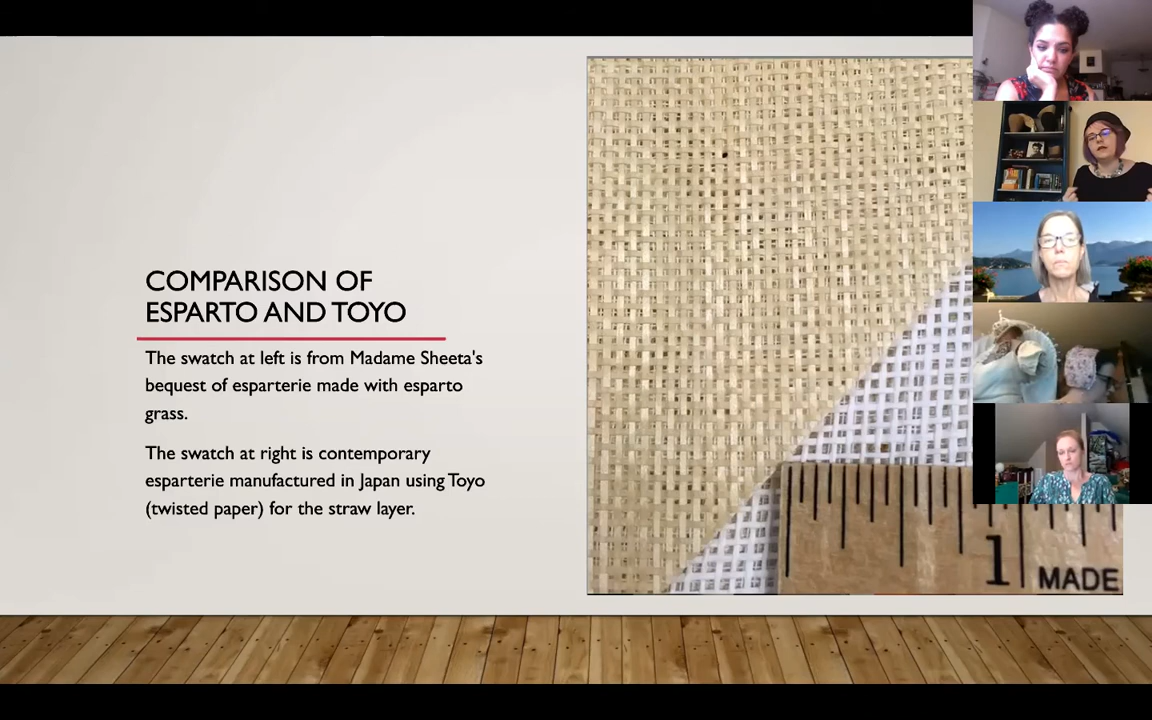 COMPARISON OF
ESPARTO AND TOYO
The swatch at left is from Madame Sheeta's
bequest of esparterie made with esparto
grass.
The swatch at right is contemporary
esparterie manufactured in Japan using Toyo
(twisted paper) for the straw layer.
1
MADE